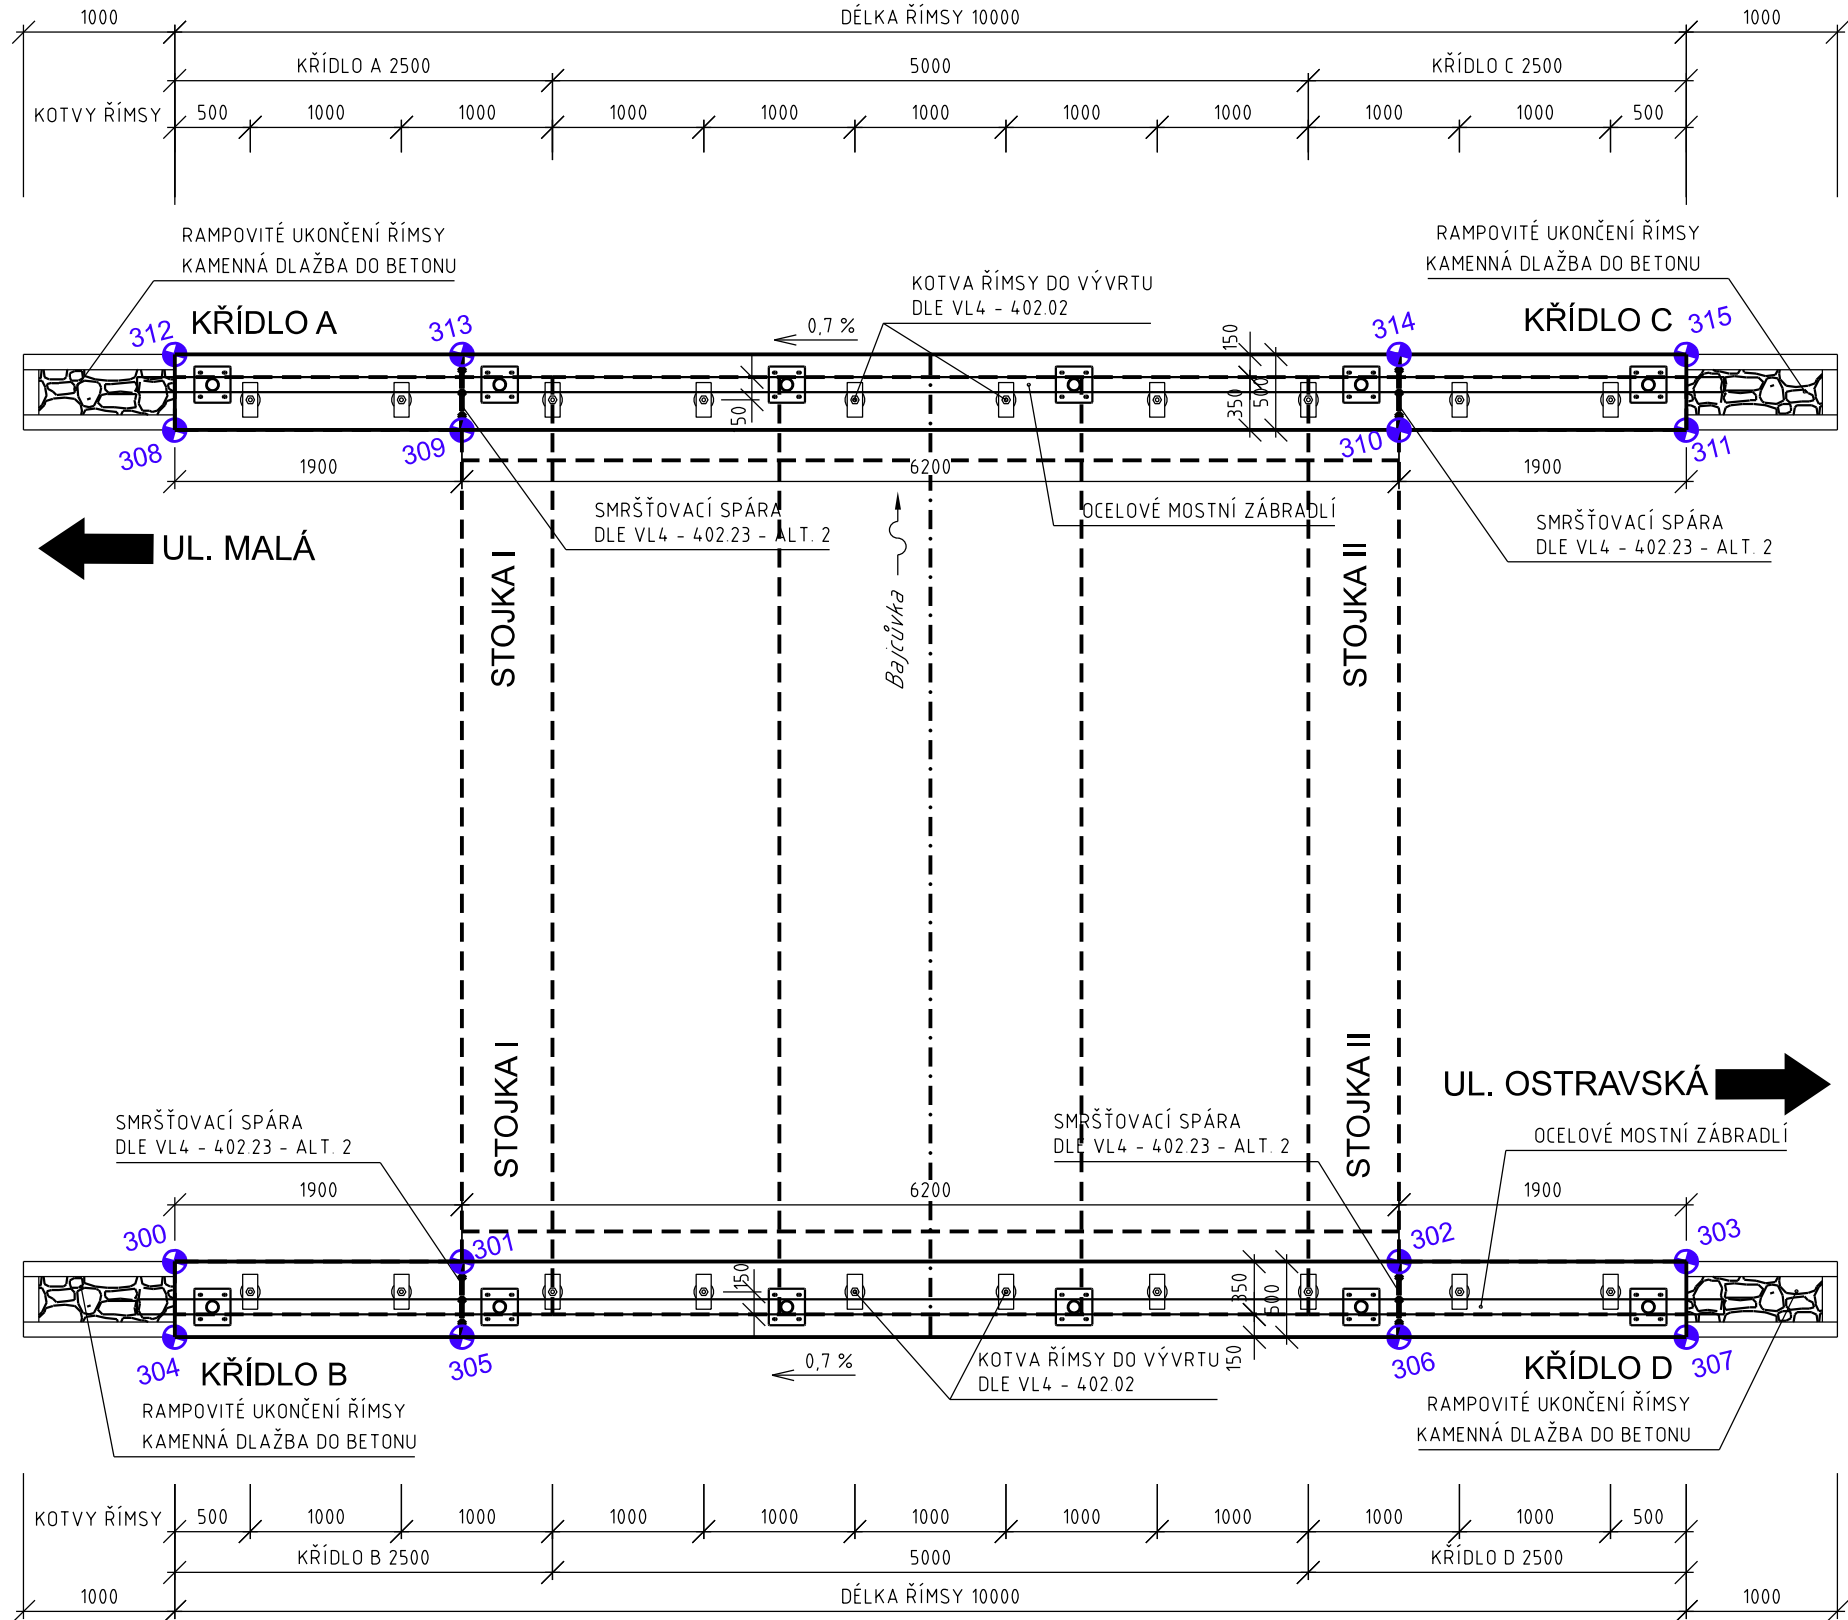 1000 DÉLKA ŘÍMSY 10000 1000
KŘÍDLO A 2500 5000 KŘÍDLO C 2500
KOTVY ŘÍMSY 500 1000 1000 1000 1000 1000 1000 1000 1000 1000 500
RAMPOVITÉ UKONČENÍ ŘÍMSY
KAMENNÁ DLAŽBA DO BETONU
RAMPOVITÉ UKONČENÍ ŘÍMSY
KAMENNÁ DLAŽBA DO BETONU
KOTVA ŘÍMSY DO VÝVRTU
DLE VL4 - 402.02
312 KŘÍDLO A 313 0,7 % 150 314 KŘÍDLO C 315
50 350 500
308 309 310 311
1900 6200 1900
SMRŠŤOVACÍ SPÁRA
DLE VL4 - 402.23 - ALT. 2
OCELOVÉ MOSTNÍ ZÁBRADLÍ
SMRŠŤOVACÍ SPÁRA
DLE VL4 - 402.23 - ALT. 2
UL. MALÁ
STOJKA I
Bajcůvka
STOJKA II
STOJKA I
STOJKA II
UL. OSTRAVSKÁ
SMRŠŤOVACÍ SPÁRA
DLE VL4 - 402.23 - ALT. 2
SMRŠŤOVACÍ SPÁRA
DLE VL4 - 402.23 - ALT. 2
OCELOVÉ MOSTNÍ ZÁBRADLÍ
1900 6200 1900
300 301 302 303
150 350 500
304 KŘÍDLO B 305 0,7 % 150 306 KŘÍDLO D 307
KOTVA ŘÍMSY DO VÝVRTU
DLE VL4 - 402.02
RAMPOVITÉ UKONČENÍ ŘÍMSY
KAMENNÁ DLAŽBA DO BETONU
RAMPOVITÉ UKONČENÍ ŘÍMSY
KAMENNÁ DLAŽBA DO BETONU
KOTVY ŘÍMSY 500 1000 1000 1000 1000 1000 1000 1000 1000 1000 500
KŘÍDLO B 2500 5000 KŘÍDLO D 2500
1000 DÉLKA ŘÍMSY 10000 1000